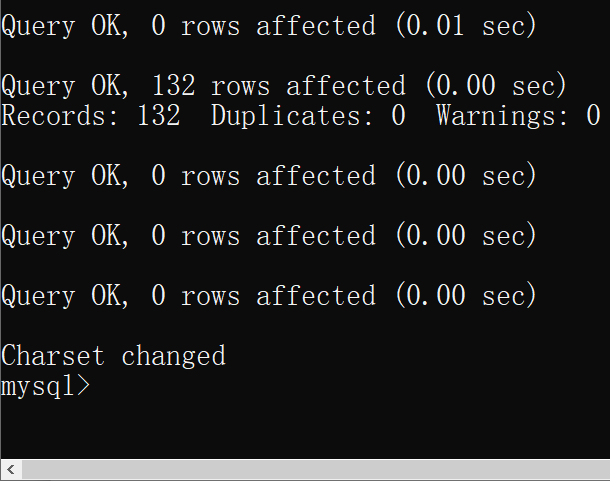 Query OK, 0 rows affected (0.01 sec)
Query OK, 132 rows affected (0.00 sec)
Records: 132  Duplicates: 0  Warnings: 0
Query OK, 0 rows affected (0.00 sec)
Query OK, 0 rows affected (0.00 sec)
Query OK, 0 rows affected (0.00 sec)
Charset changed
mysql>